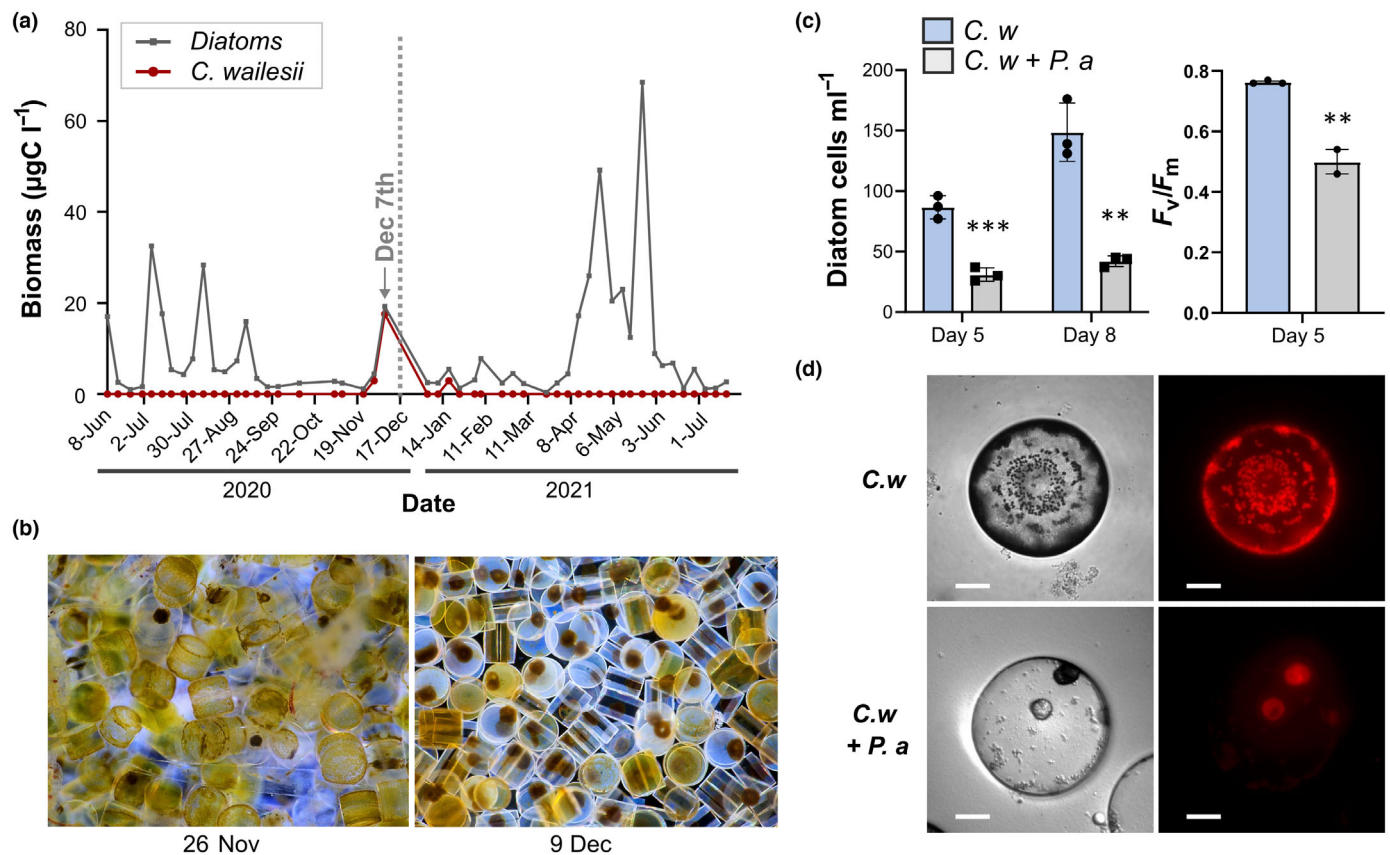 (a)
80
60
40
20
0
Biomass (µgC l⁻¹)
Diatoms
C. wailesii
Dec 7th
8-Jun
2-Jul
30-Jul
27-Aug
24-Sep
22-Oct
19-Nov
17-Dec
14-Jan
11-Feb
11-Mar
8-Apr
6-May
3-Jun
1-Jul
2020
2021
Date
(b)
26 Nov
9 Dec
(c)
C. w
C. w + P. a
Diatom cells ml⁻¹
200
150
100
50
0
***
**
Day 5
Day 8
Fv/Fm
0.8
0.6
0.4
0.2
0.0
**
Day 5
(d)
C.w
C.w
+ P. a